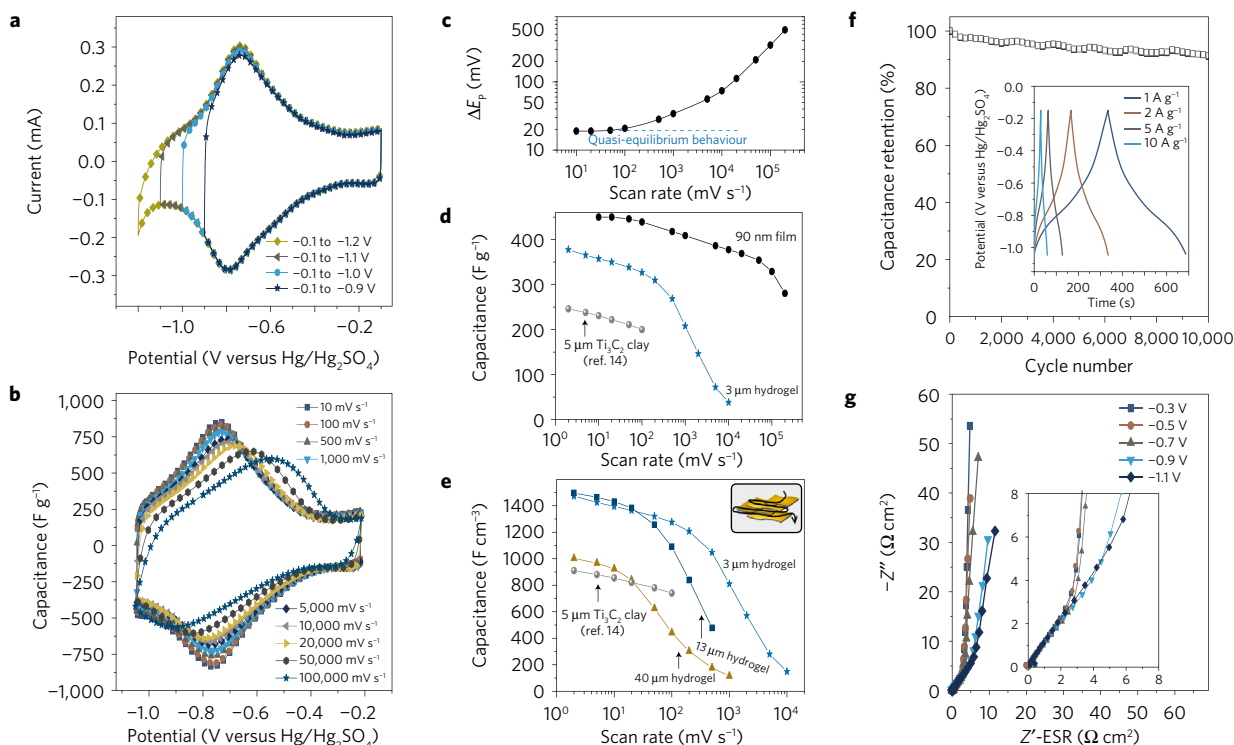 a
0.3
0.2
0.1
0.0
−0.1
−0.2
−0.3
Current (mA)
−0.1 to −1.2 V
−0.1 to −1.1 V
−0.1 to −1.0 V
−0.1 to −0.9 V
−1.0
−0.6
−0.2
Potential (V versus Hg/Hg₂SO₄)
b
1,000
750
500
250
0
−250
−500
−750
−1,000
Capacitance (F g⁻¹)
10 mV s⁻¹
100 mV s⁻¹
500 mV s⁻¹
1,000 mV s⁻¹
5,000 mV s⁻¹
10,000 mV s⁻¹
20,000 mV s⁻¹
50,000 mV s⁻¹
100,000 mV s⁻¹
−1.0
−0.8
−0.6
−0.4
−0.2
Potential (V versus Hg/Hg₂SO₄)
c
500
200
100
50
20
10
ΔEₚ (mV)
Quasi-equilibrium behaviour
10¹
10²
10³
10⁴
10⁵
Scan rate (mV s⁻¹)
d
400
300
200
100
0
Capacitance (F g⁻¹)
90 nm film
5 µm Ti₃C₂ clay
(ref. 14)
3 µm hydrogel
10⁰
10¹
10²
10³
10⁴
10⁵
Scan rate (mV s⁻¹)
e
1400
1200
1000
800
600
400
200
0
Capacitance (F cm⁻³)
3 µm hydrogel
5 µm Ti₃C₂ clay
(ref. 14)
13 µm hydrogel
40 µm hydrogel
10⁰
10¹
10²
10³
10⁴
Scan rate (mV s⁻¹)
f
100
80
60
40
20
0
Capacitance retention (%)
1 A g⁻¹
2 A g⁻¹
5 A g⁻¹
10 A g⁻¹
−0.2
−0.4
−0.6
−0.8
−1.0
Potential (V versus Hg/Hg₂SO₄)
0
200
400
600
Time (s)
0
2,000
4,000
6,000
8,000
10,000
Cycle number
g
60
50
40
30
20
10
0
−Z″ (Ω cm²)
−0.3 V
−0.5 V
−0.7 V
−0.9 V
−1.1 V
8
6
4
2
0
0
2
4
6
8
0
10
20
30
40
50
60
Z′-ESR (Ω cm²)